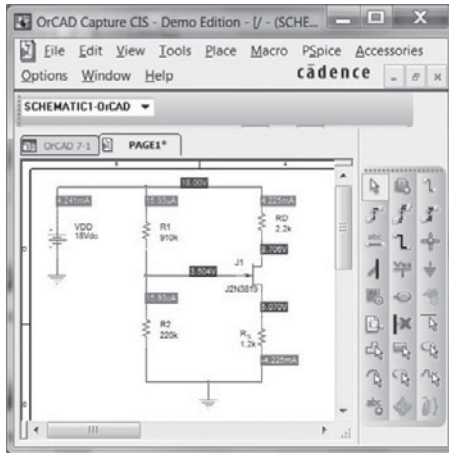 OrCAD Capture CIS - Demo Edition - [/ - (SCHE...
File Edit View Tools Place Macro PSpice Accessories
Options Window Help
cādence
SCHEMATIC1-OrCAD
OrCAD 7-1
PAGE1*
18.00V
4.241mA
15.93uA
4.225mA
VDD
18Vdc
R1
910k
RD
2.2k
8.706V
J1
3.504V
J2N3819
15.93uA
5.070V
R2
220k
RS
1.2k
-4.225mA
abc